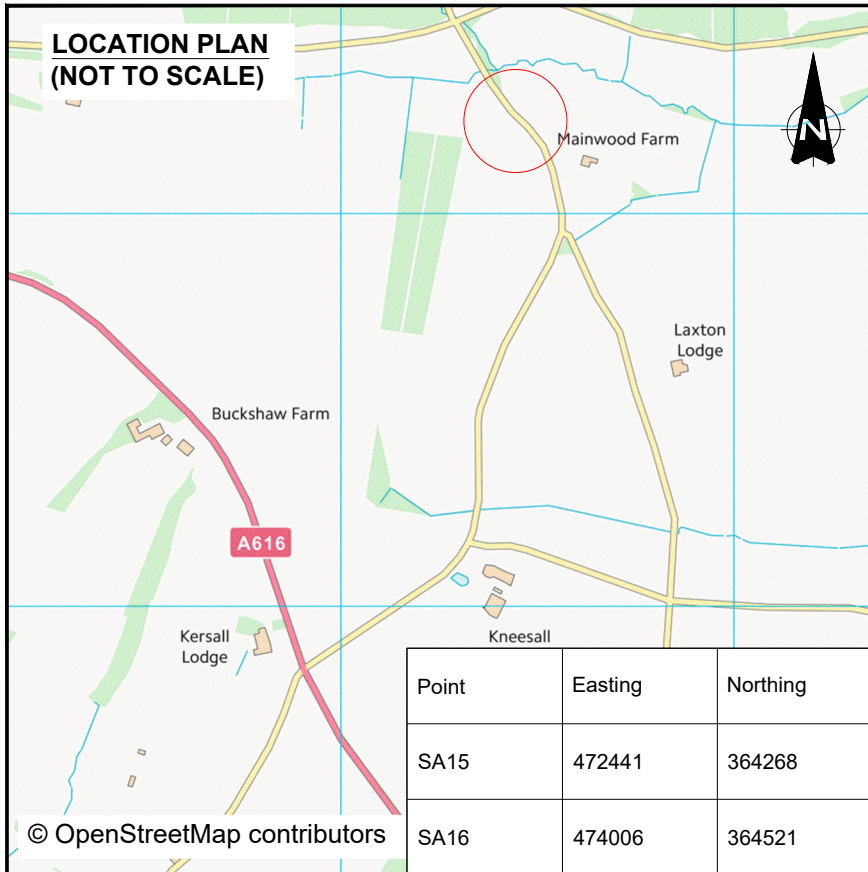 LOCATION PLAN
(NOT TO SCALE)
N
Mainwood Farm
Laxton
Lodge
Buckshaw Farm
A616
Kersall
Lodge
Kneesall
Point Easting Northing
SA15 472441 364268
SA16 474006 364521
© OpenStreetMap contributors